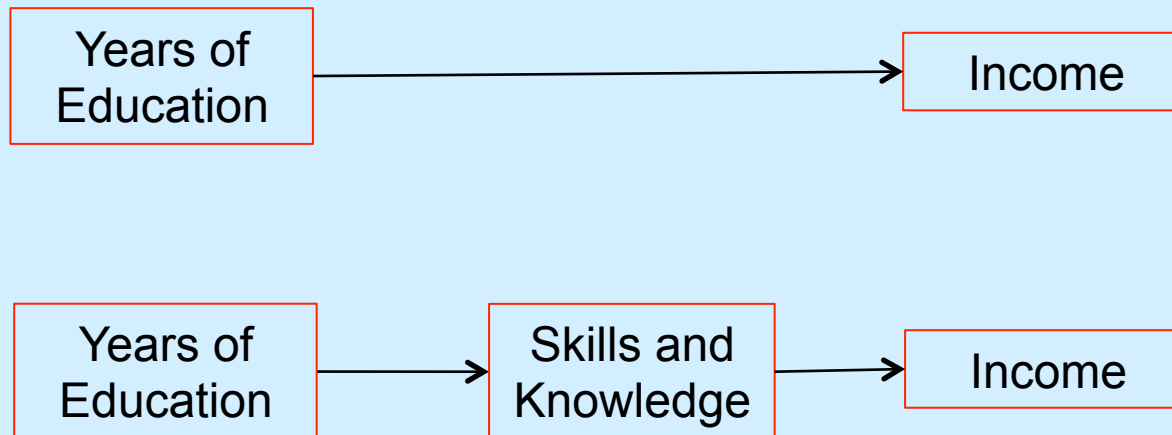 Years of
Education
Income
Years of
Education
Skills and
Knowledge
Income